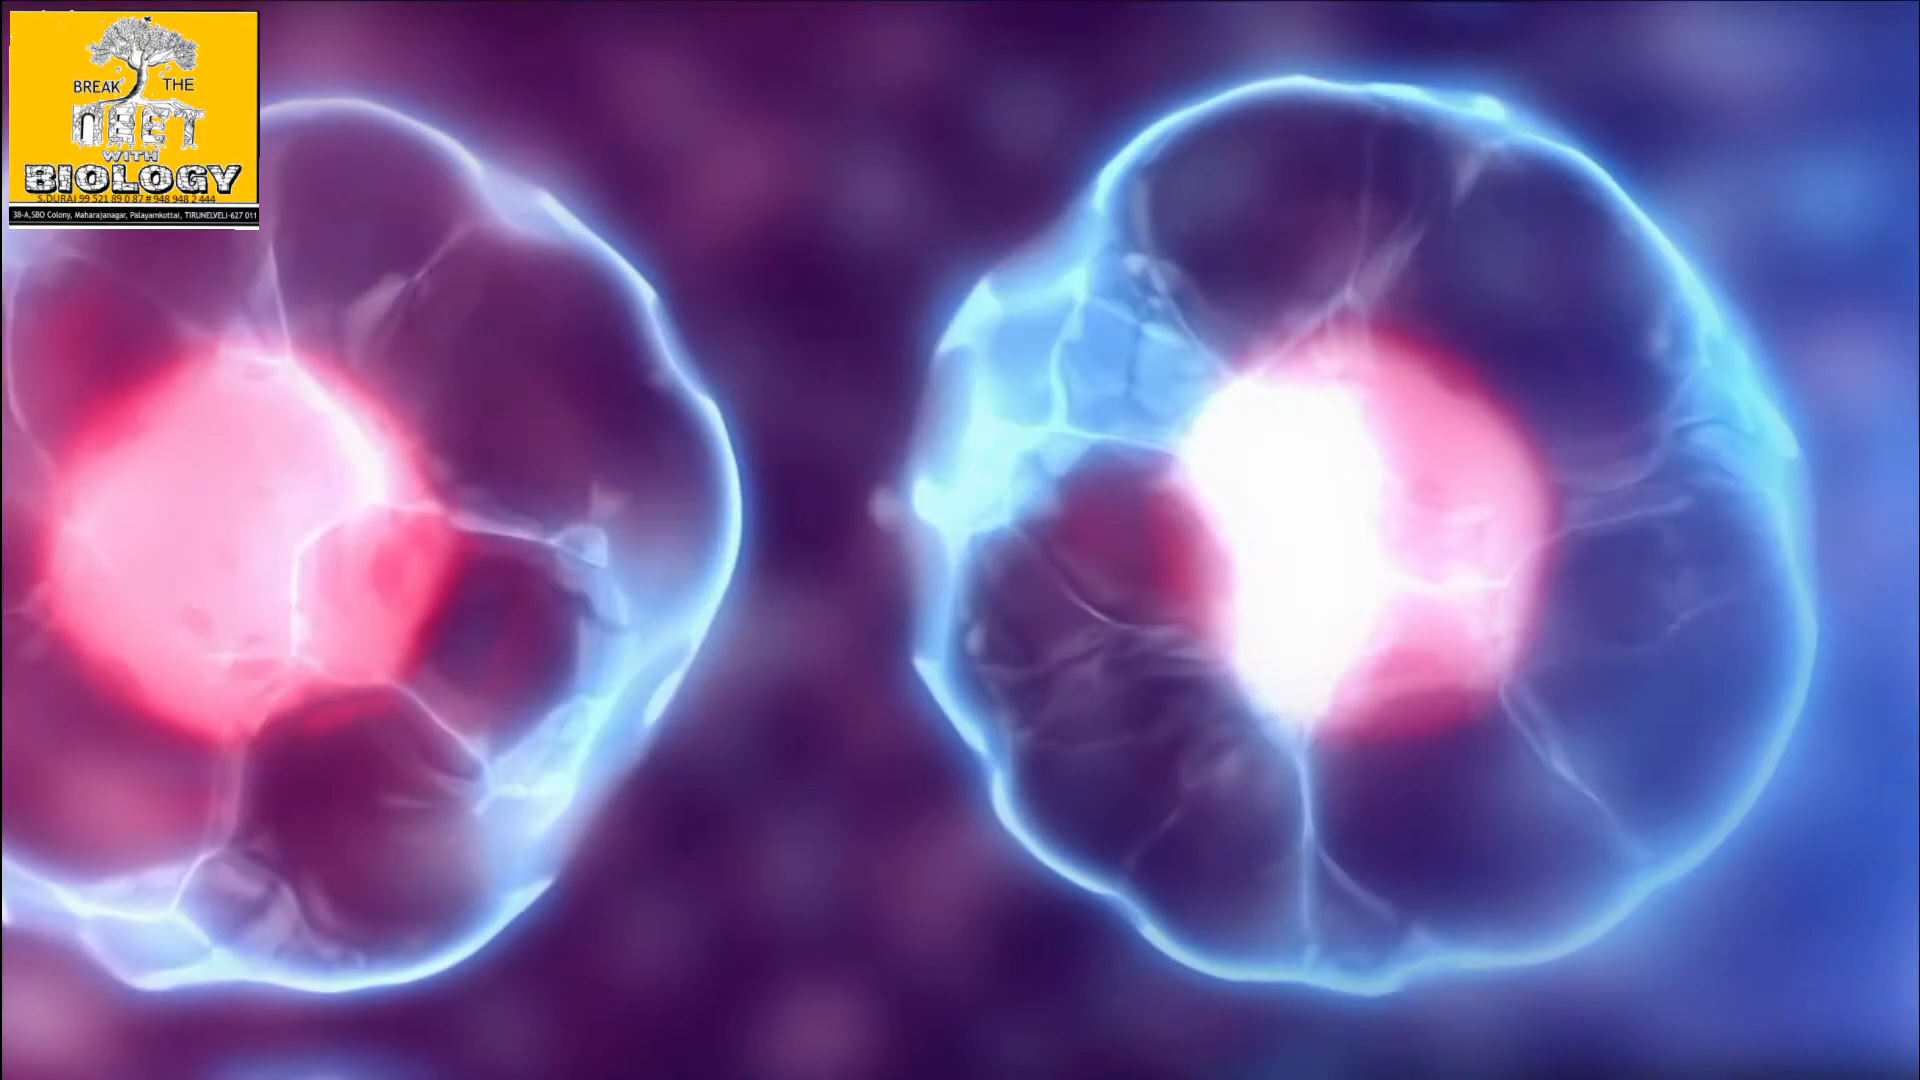 BREAK THE
NEET
WITH
BIOLOGY
S.DURAI 99 521 89 0 87 # 948 948 2 444
38-A,SBO Colony, Maharajanagar, Palayamkottai, TIRUNELVELI-627 011